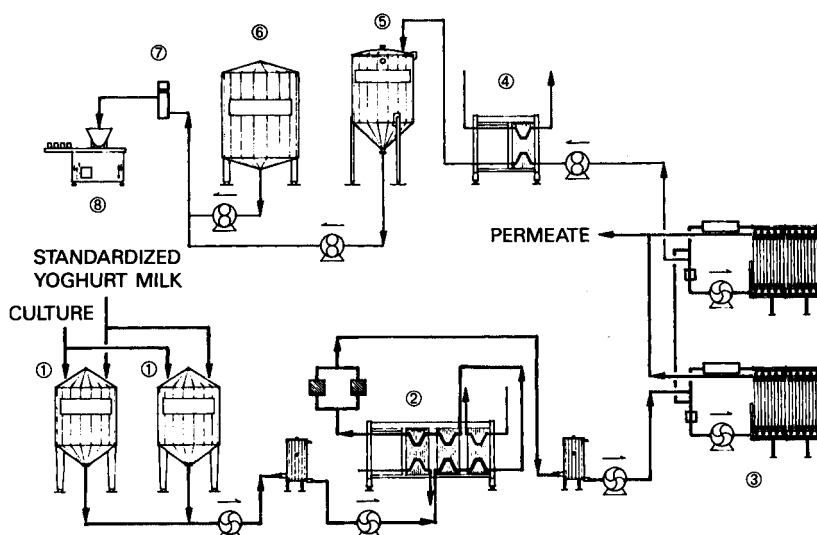 ⑦
⑥
⑤
④
⑧
PERMEATE
STANDARDIZED
YOGHURT MILK
CULTURE
①
①
②
③